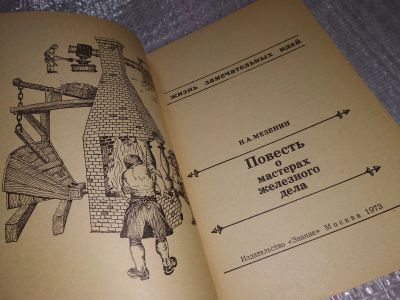 жизнь замечательных идей
Н.А.МЕЗЕНИН
Повесть
о
мастерах
железного
дела
Издательство «Знание» Москва 1973